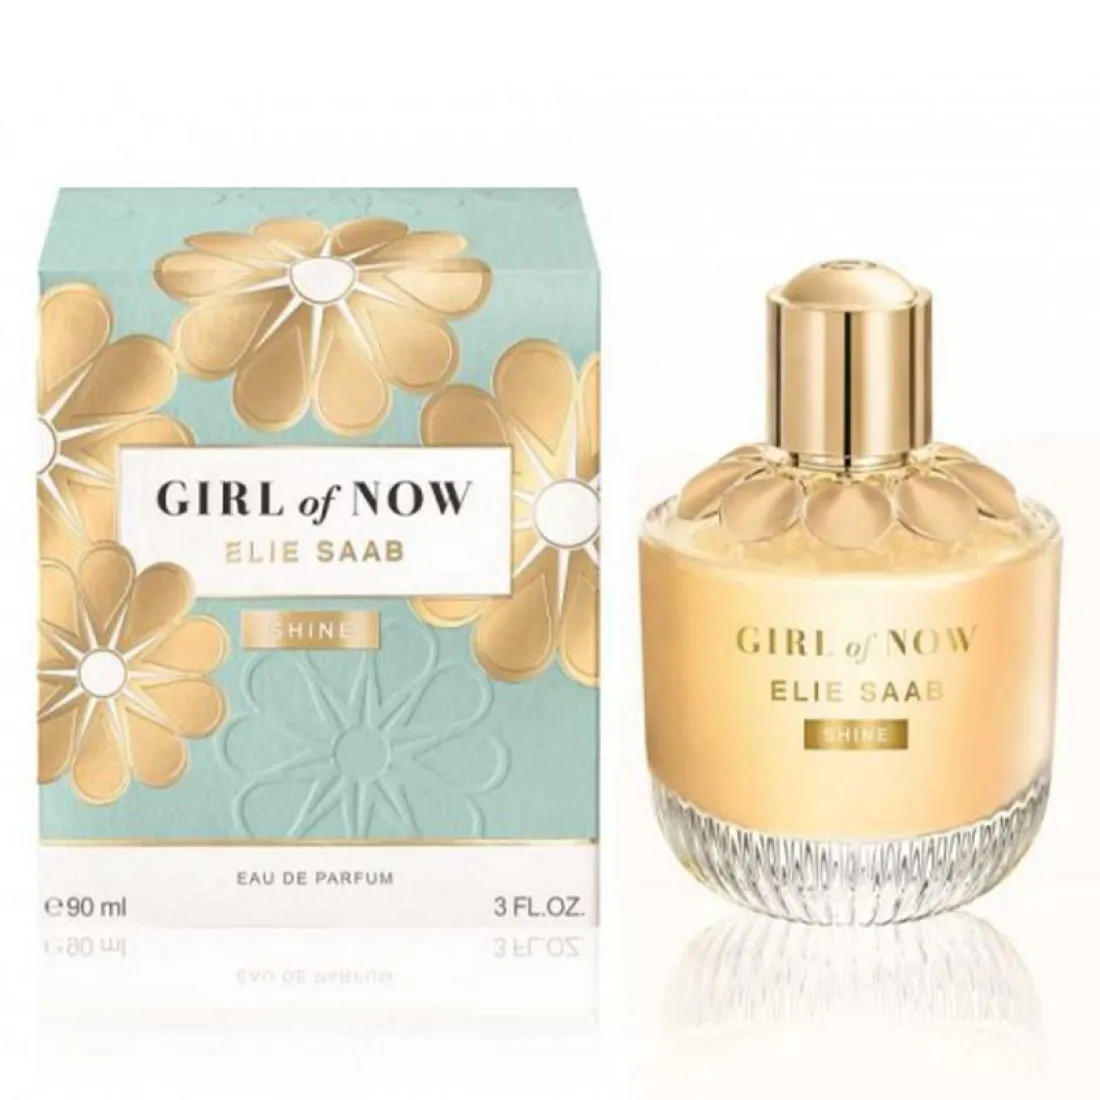 GIRL of NOW
ELIE SAAB
SHINE
EAU DE PARFUM
℮90 ml
3 FL.OZ.
GIRL of NOW
ELIE SAAB
SHINE